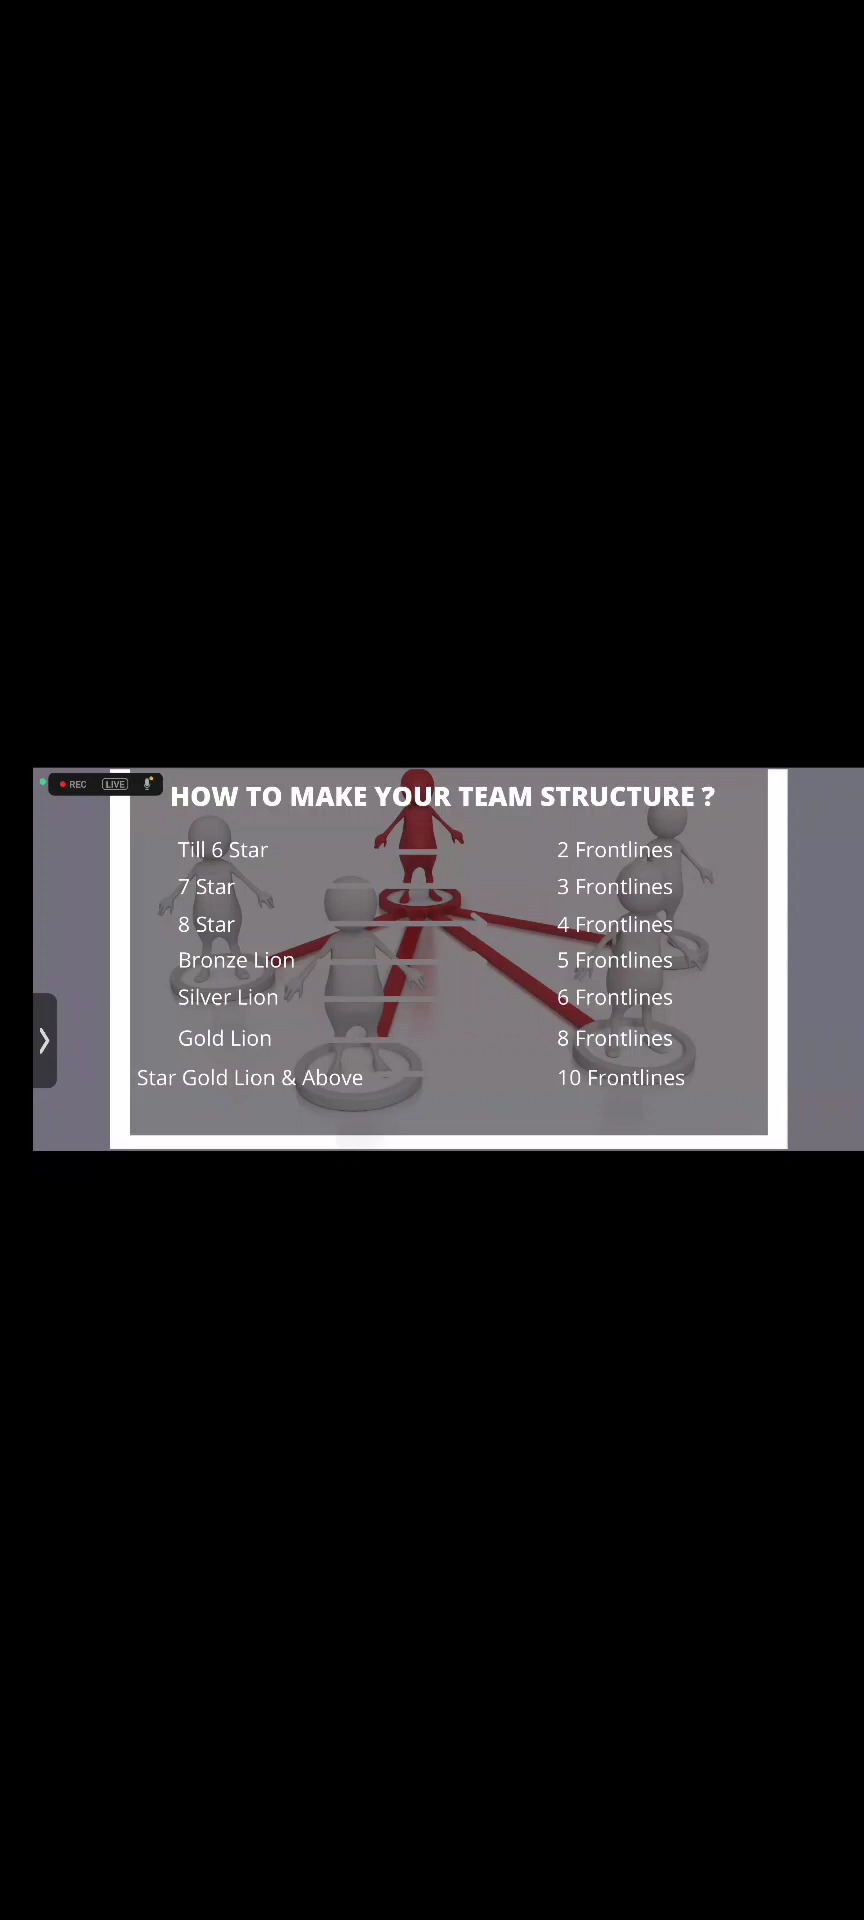 REC LIVE
HOW TO MAKE YOUR TEAM STRUCTURE ?
Till 6 Star 2 Frontlines
7 Star 3 Frontlines
8 Star 4 Frontlines
Bronze Lion 5 Frontlines
Silver Lion 6 Frontlines
Gold Lion 8 Frontlines
Star Gold Lion & Above 10 Frontlines